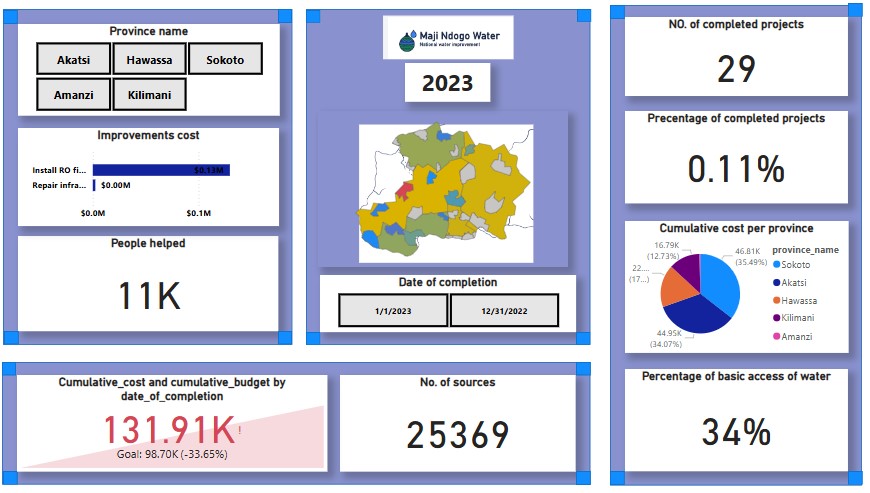 Province name
Akatsi
Hawassa
Sokoto
Amanzi
Kilimani
Improvements cost
Install RO fi...
$0.13M
Repair infra...
$0.00M
$0.0M
$0.1M
People helped
11K
Maji Ndogo Water
National water improvement
2023
Date of completion
1/1/2023
12/31/2022
NO. of completed projects
29
Precentage of completed projects
0.11%
Cumulative cost per province
16.79K
(12.73%)
46.81K
(35.49%)
22....
(17...)
44.95K
(34.07%)
province_name
Sokoto
Akatsi
Hawassa
Kilimani
Amanzi
Cumulative_cost and cumulative_budget by
date_of_completion
131.91K!
Goal: 98.70K (-33.65%)
No. of sources
25369
Percentage of basic access of water
34%